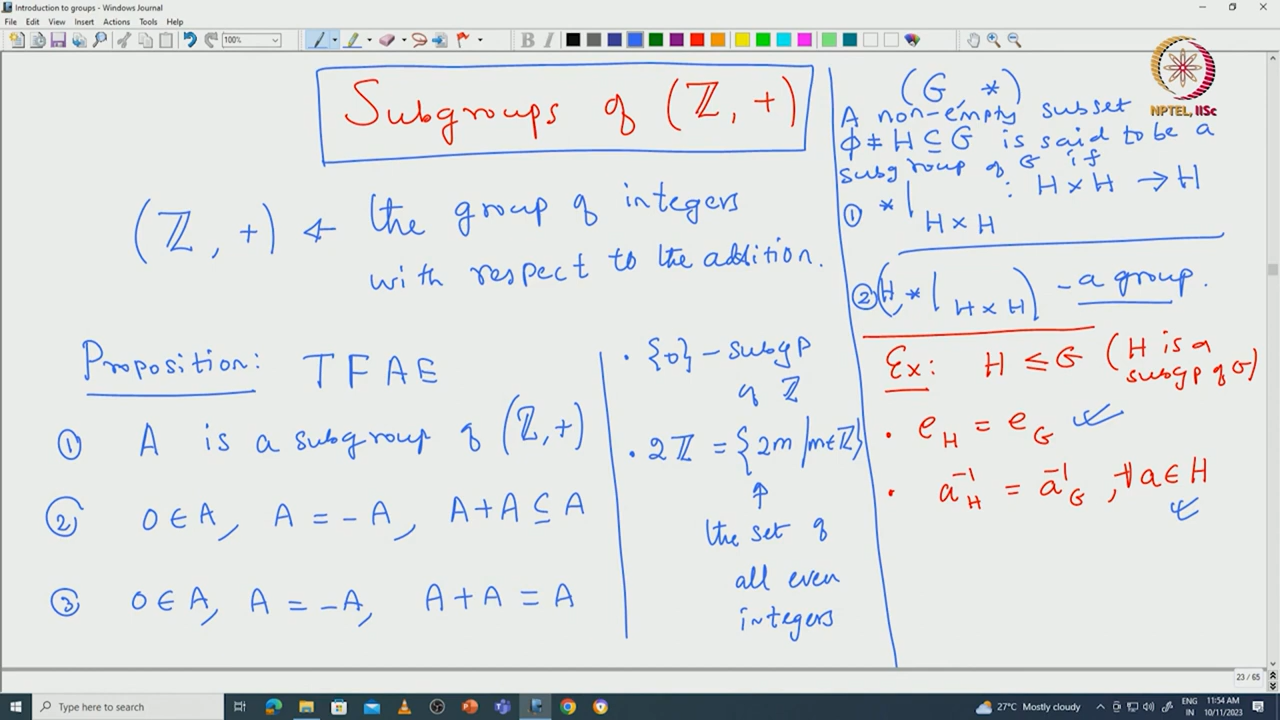 Introduction to groups - Windows Journal
File Edit View Insert Actions Tools Help
100%
B I
NPTEL, IISc
Subgroups of (ℤ, +)
(ℤ, +) ← the group of integers
with respect to the addition.
Proposition: TFAE
① A is a subgroup of (ℤ, +)
② 0 ∈ A, A = -A, A+A ⊆ A
③ 0 ∈ A, A = -A, A+A = A
· {0} - subgp
of ℤ
· 2ℤ = {2m | m ∈ ℤ}
↑
the set of
all even
integers
(G, *)
A non-empty subset
ϕ ≠ H ⊆ G is said to be a
subgroup of G if
① *|H×H : H×H → H
② (H, *|H×H) - a group.
Ex: H ≤ G (H is a
subgp of G)
· e_H = e_G
· a⁻¹_H = a⁻¹_G, ∀ a ∈ H
23 / 65
Type here to search
27°C Mostly cloudy
ENG
IN
11:54 AM
10/11/2023